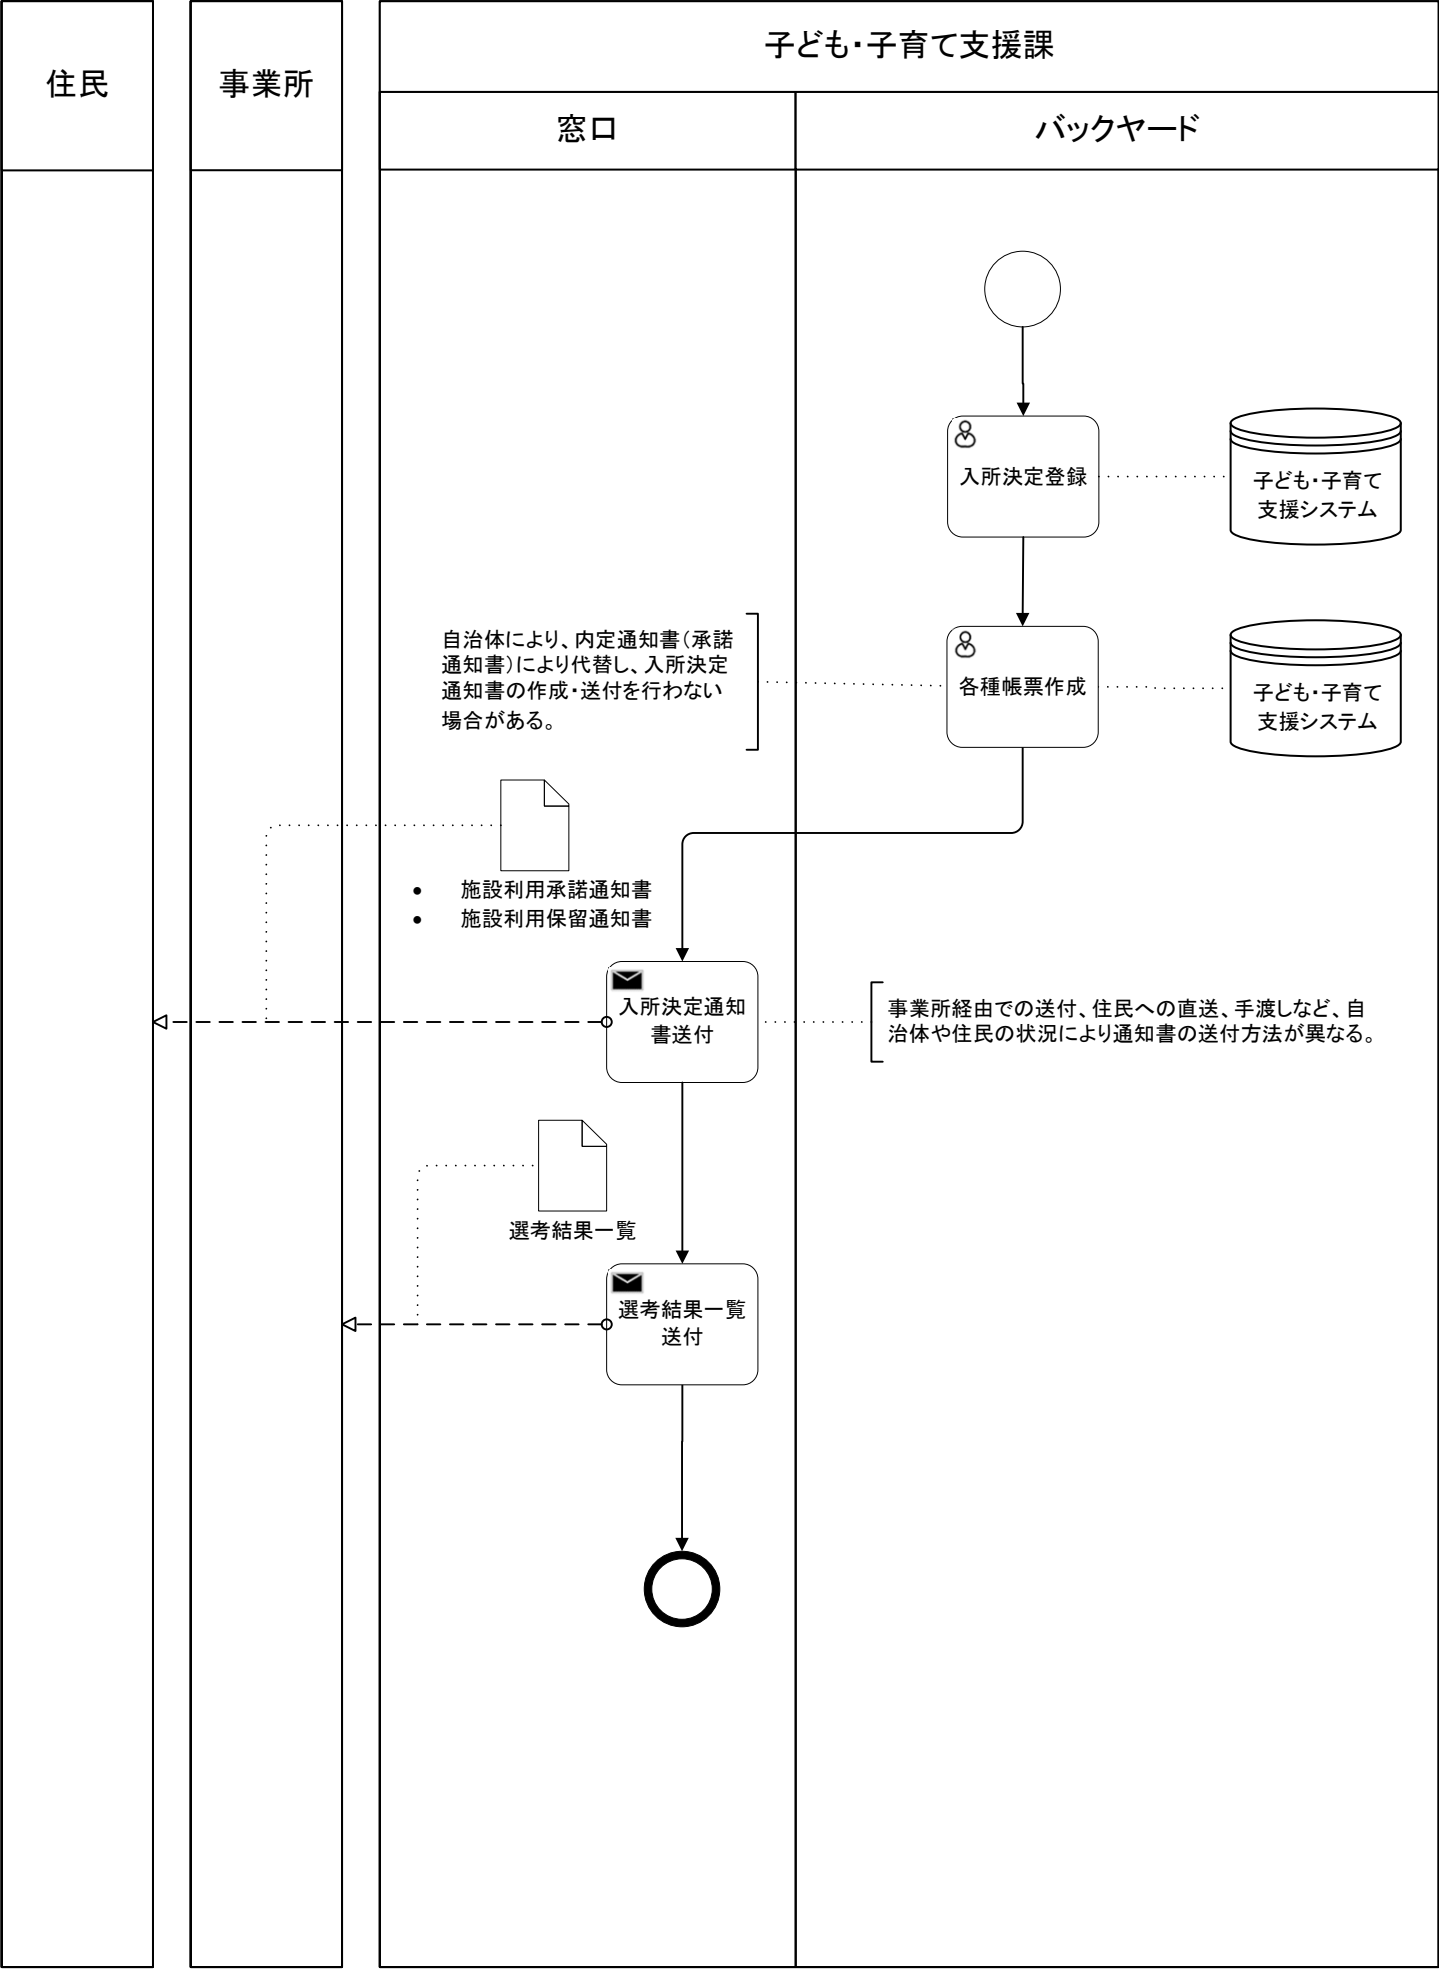 住民
事業所
子ども・子育て支援課
窓口
バックヤード
入所決定登録
子ども・子育て
支援システム
自治体により、内定通知書（承諾
通知書）により代替し、入所決定
通知書の作成・送付を行わない
場合がある。
各種帳票作成
子ども・子育て
支援システム
• 施設利用承諾通知書
• 施設利用保留通知書
入所決定通知
書送付
事業所経由での送付、住民への直送、手渡しなど、自
治体や住民の状況により通知書の送付方法が異なる。
選考結果一覧
選考結果一覧
送付